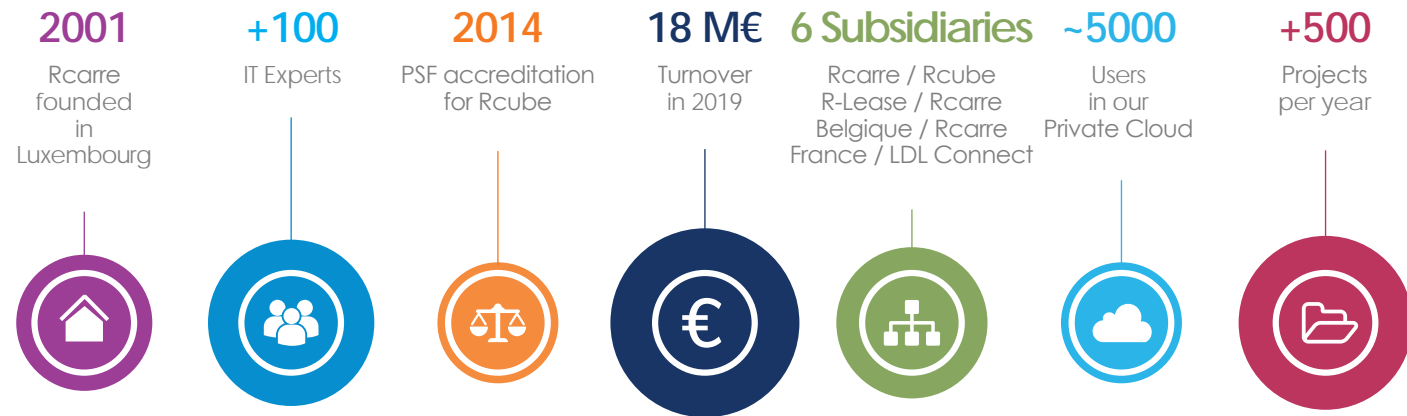 2001
Rcarre
founded
in
Luxembourg
+100
IT Experts
2014
PSF accreditation
for Rcube
18 M€
Turnover
in 2019
6 Subsidiaries
Rcarre / Rcube
R-Lease / Rcarre
Belgique / Rcarre
France / LDL Connect
~5000
Users
in our
Private Cloud
+500
Projects
per year
€